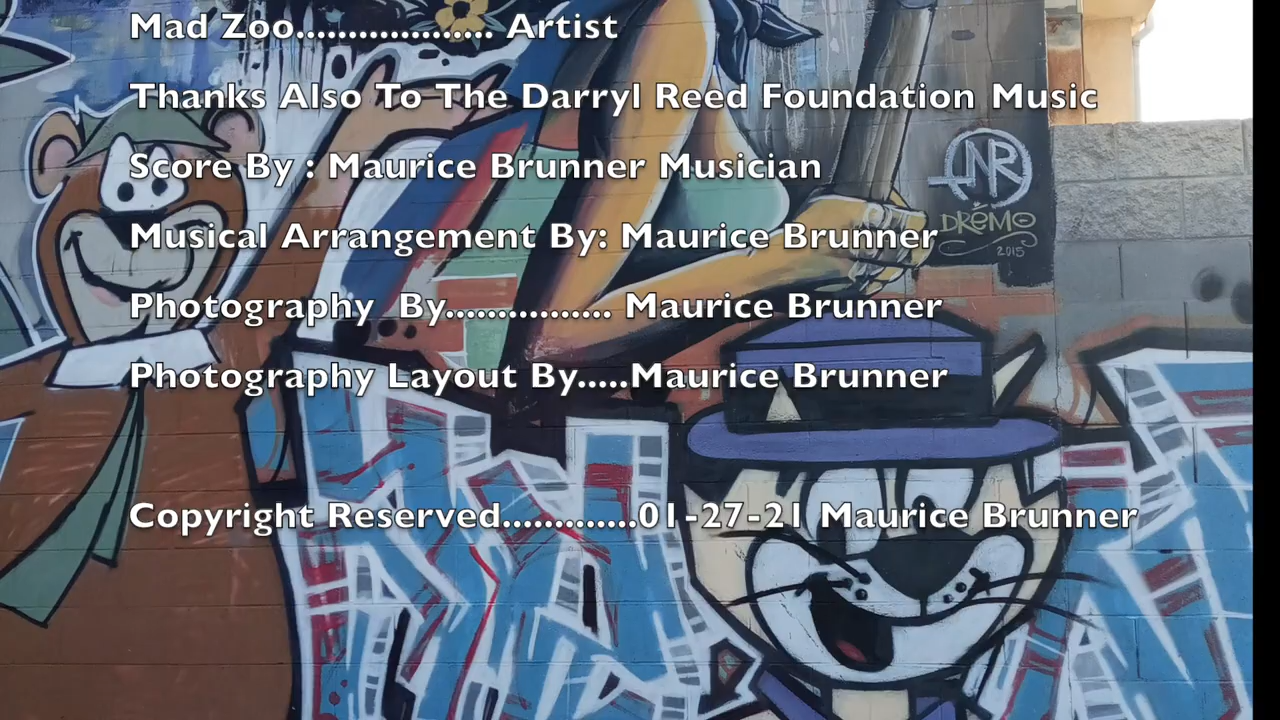 Mad Zoo................... Artist
Thanks Also To The Darryl Reed Foundation Music
Score By : Maurice Brunner Musician
Musical Arrangement By: Maurice Brunner
Photography  By................ Maurice Brunner
Photography Layout By.....Maurice Brunner
Copyright Reserved.............01-27-21 Maurice Brunner
NR
DREMO
2015